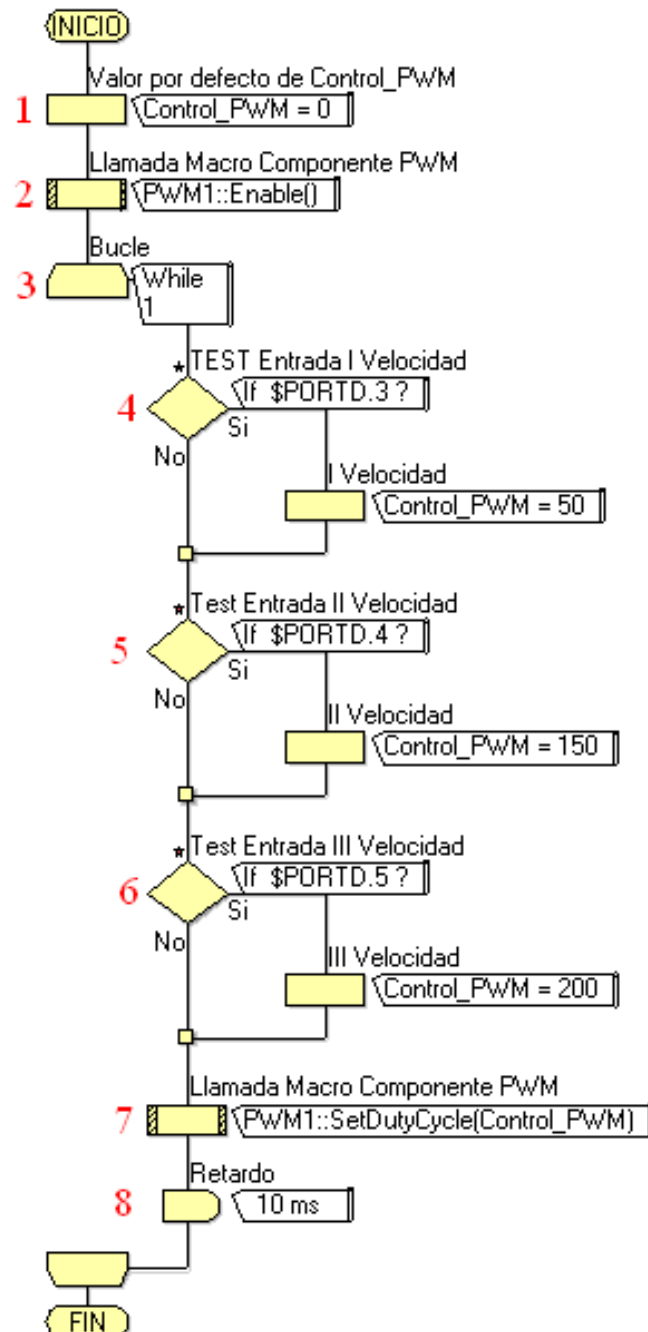 INICIO
Valor por defecto de Control_PWM
1
Control_PWM = 0
Llamada Macro Componente PWM
2
PWM1::Enable()
Bucle
3
While
1
* TEST Entrada I Velocidad
4
If $PORTD.3 ?
Si
No
I Velocidad
Control_PWM = 50
* Test Entrada II Velocidad
5
If $PORTD.4 ?
Si
No
II Velocidad
Control_PWM = 150
* Test Entrada III Velocidad
6
If $PORTD.5 ?
Si
No
III Velocidad
Control_PWM = 200
Llamada Macro Componente PWM
7
PWM1::SetDutyCycle(Control_PWM)
Retardo
8
10 ms
FIN